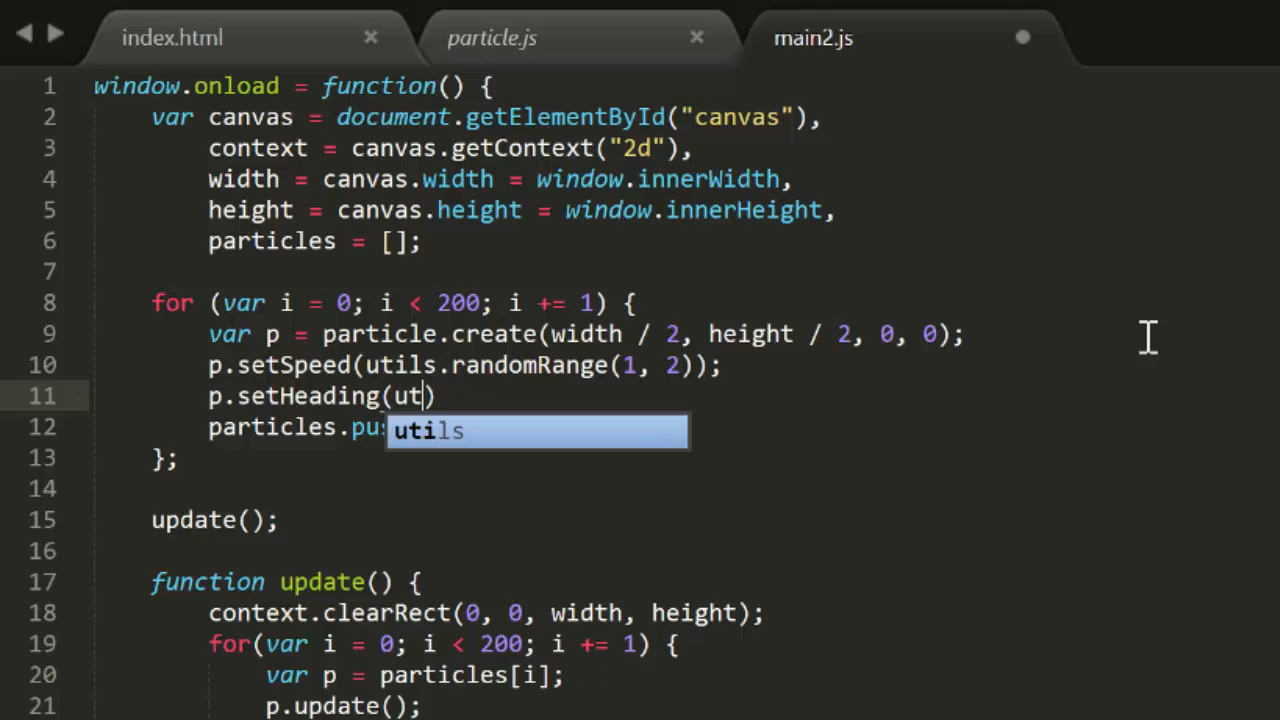 index.html particle.js main2.js
1 window.onload = function() {
2 var canvas = document.getElementById("canvas"),
3 context = canvas.getContext("2d"),
4 width = canvas.width = window.innerWidth,
5 height = canvas.height = window.innerHeight,
6 particles = [];
7
8 for (var i = 0; i < 200; i += 1) {
9 var p = particle.create(width / 2, height / 2, 0, 0);
10 p.setSpeed(utils.randomRange(1, 2));
11 p.setHeading(ut)
12 particles.pus
utils
13 };
14
15 update();
16
17 function update() {
18 context.clearRect(0, 0, width, height);
19 for(var i = 0; i < 200; i += 1) {
20 var p = particles[i];
21 p.update();